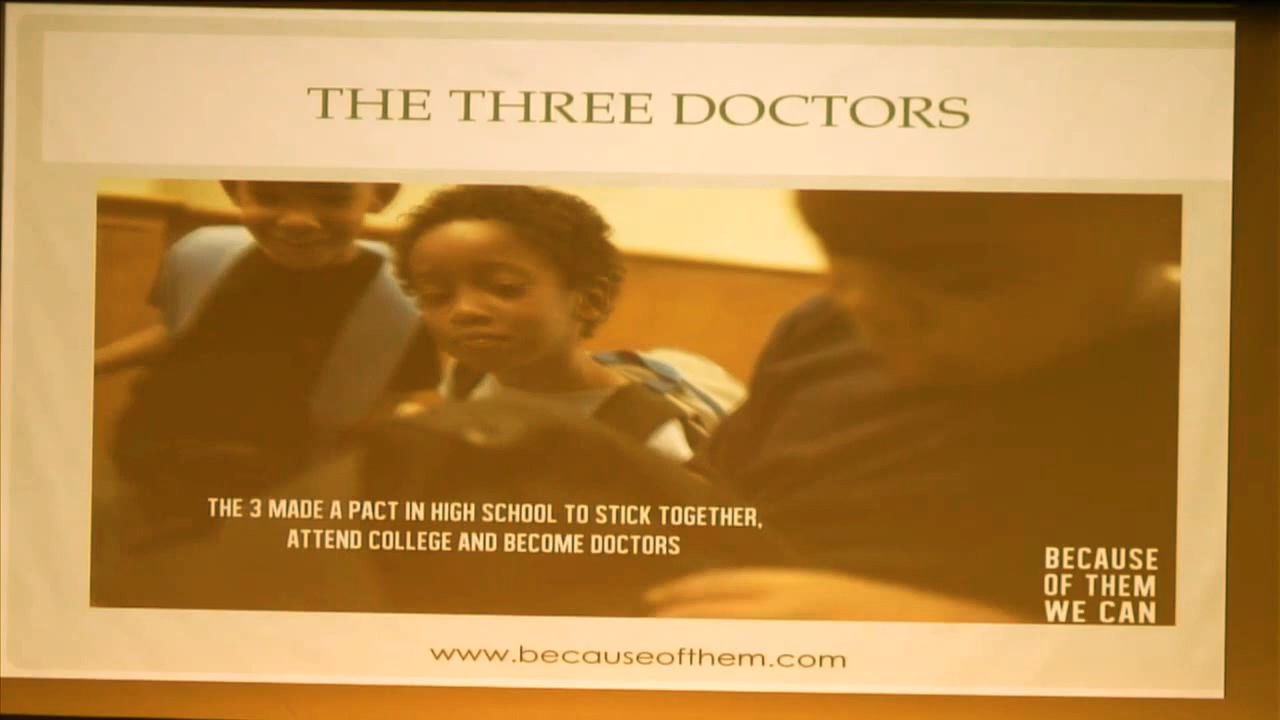 THE THREE DOCTORS
THE 3 MADE A PACT IN HIGH SCHOOL TO STICK TOGETHER,
ATTEND COLLEGE AND BECOME DOCTORS
BECAUSE
OF THEM
WE CAN
www.becauseofthem.com